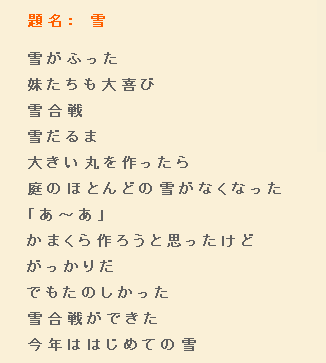 題名： 雪
雪がふった
妹たちも大喜び
雪合戦
雪だるま
大きい丸を作ったら
庭のほとんどの雪がなくなった
「あ～あ」
かまくら作ろうと思ったけど
がっかりだ
でもたのしかった
雪合戦ができた
今年ははじめての雪